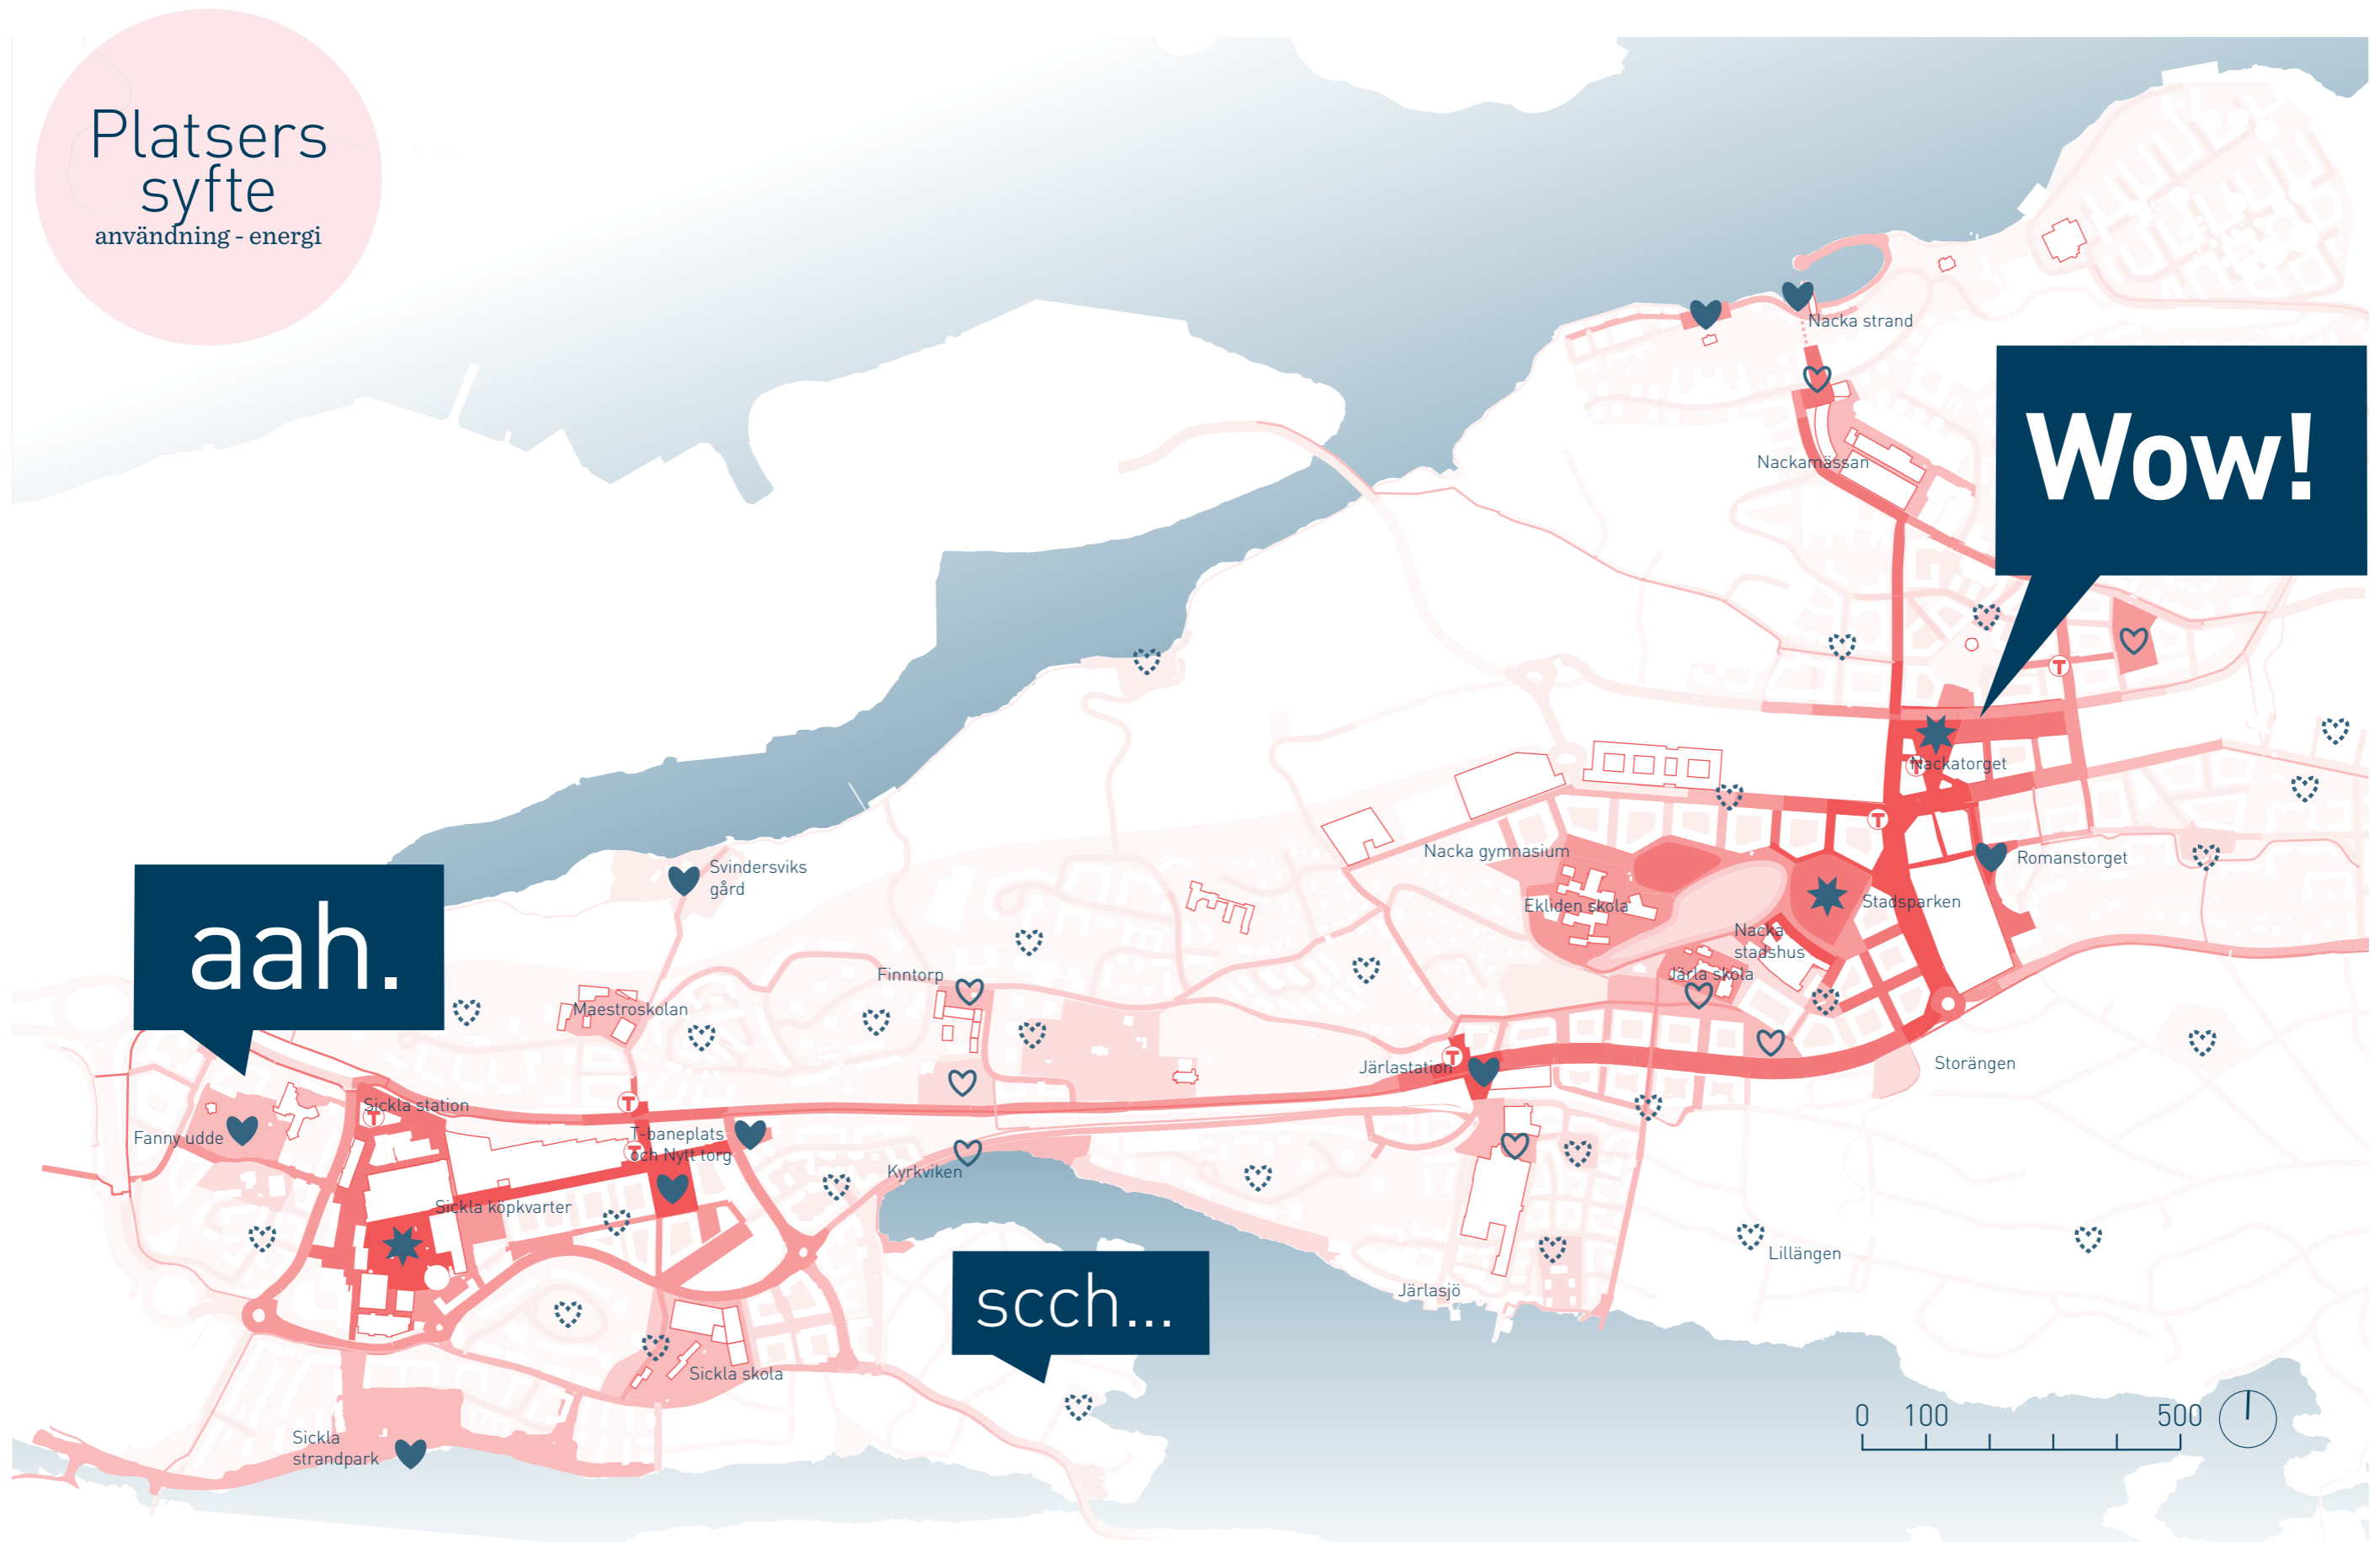 Platsers
syfte
användning - energi
Nacka strand
Wow!
Nackamässan
T
T
Nackatorget
T
Svindersviks
gård
Nacka gymnasium
Romanstorget
Ekliden skola
Stadsparken
aah.
Nacka
stadshus
Finntorp
Järla skola
Maestroskolan
T
Järlastation
Storängen
T
Sickla station
T
Fanny udde
T-baneplats
och Nytt torg
T
Kyrkviken
Sickla köpkvarter
Lillängen
scch...
Järlasjö
Sickla skola
0 100 500
Sickla
strandpark